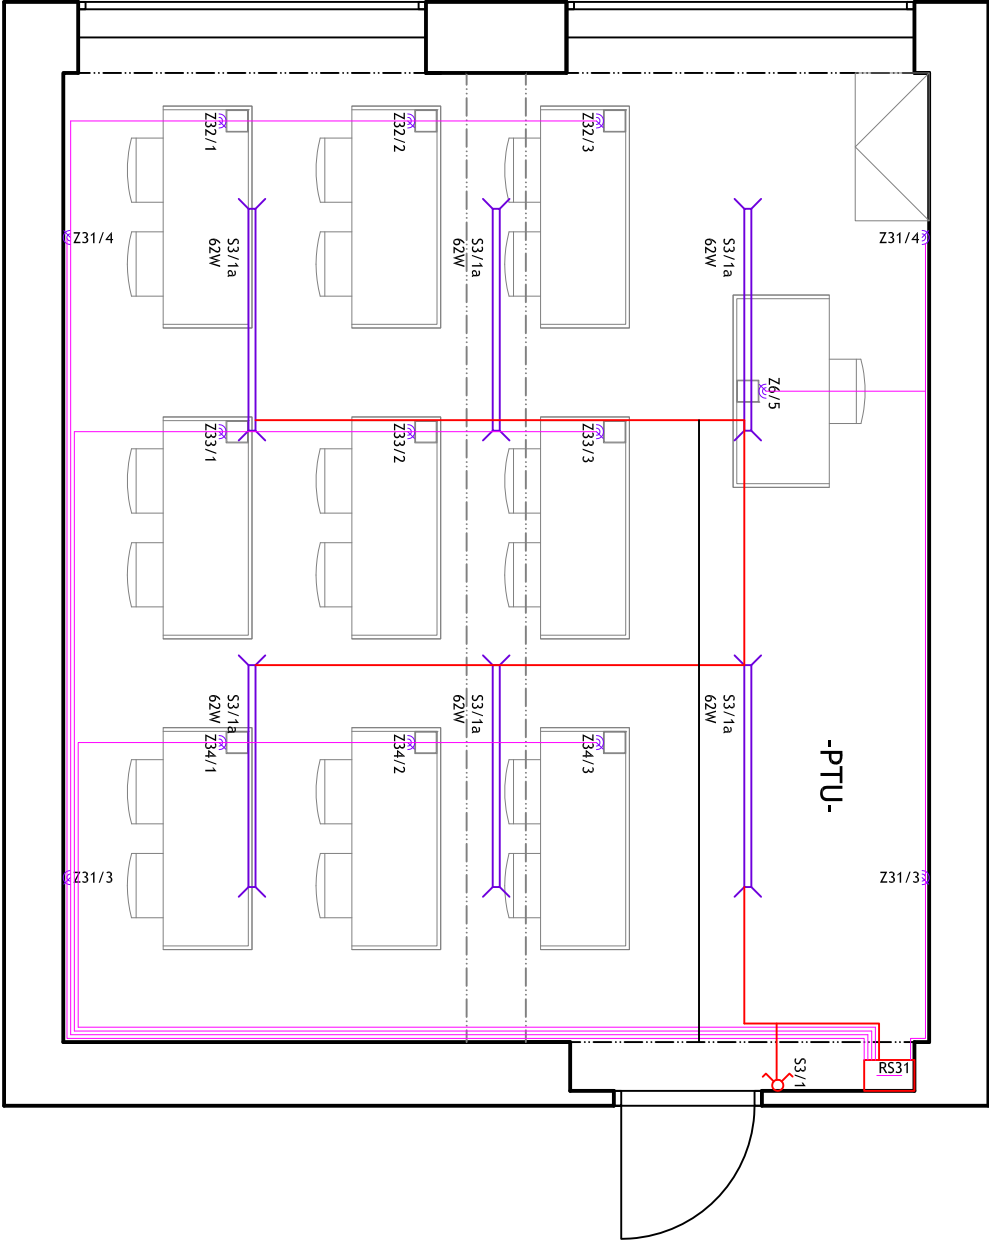 Z32/1
Z32/2
Z32/3
Z31/4
Z31/4
S3/1a
62W
S3/1a
62W
S3/1a
62W
Z6/5
Z33/1
Z33/2
Z33/3
S3/1a
62W
S3/1a
62W
S3/1a
62W
Z34/1
Z34/2
Z34/3
-PTU-
Z31/3
Z31/3
S3/1
RS31